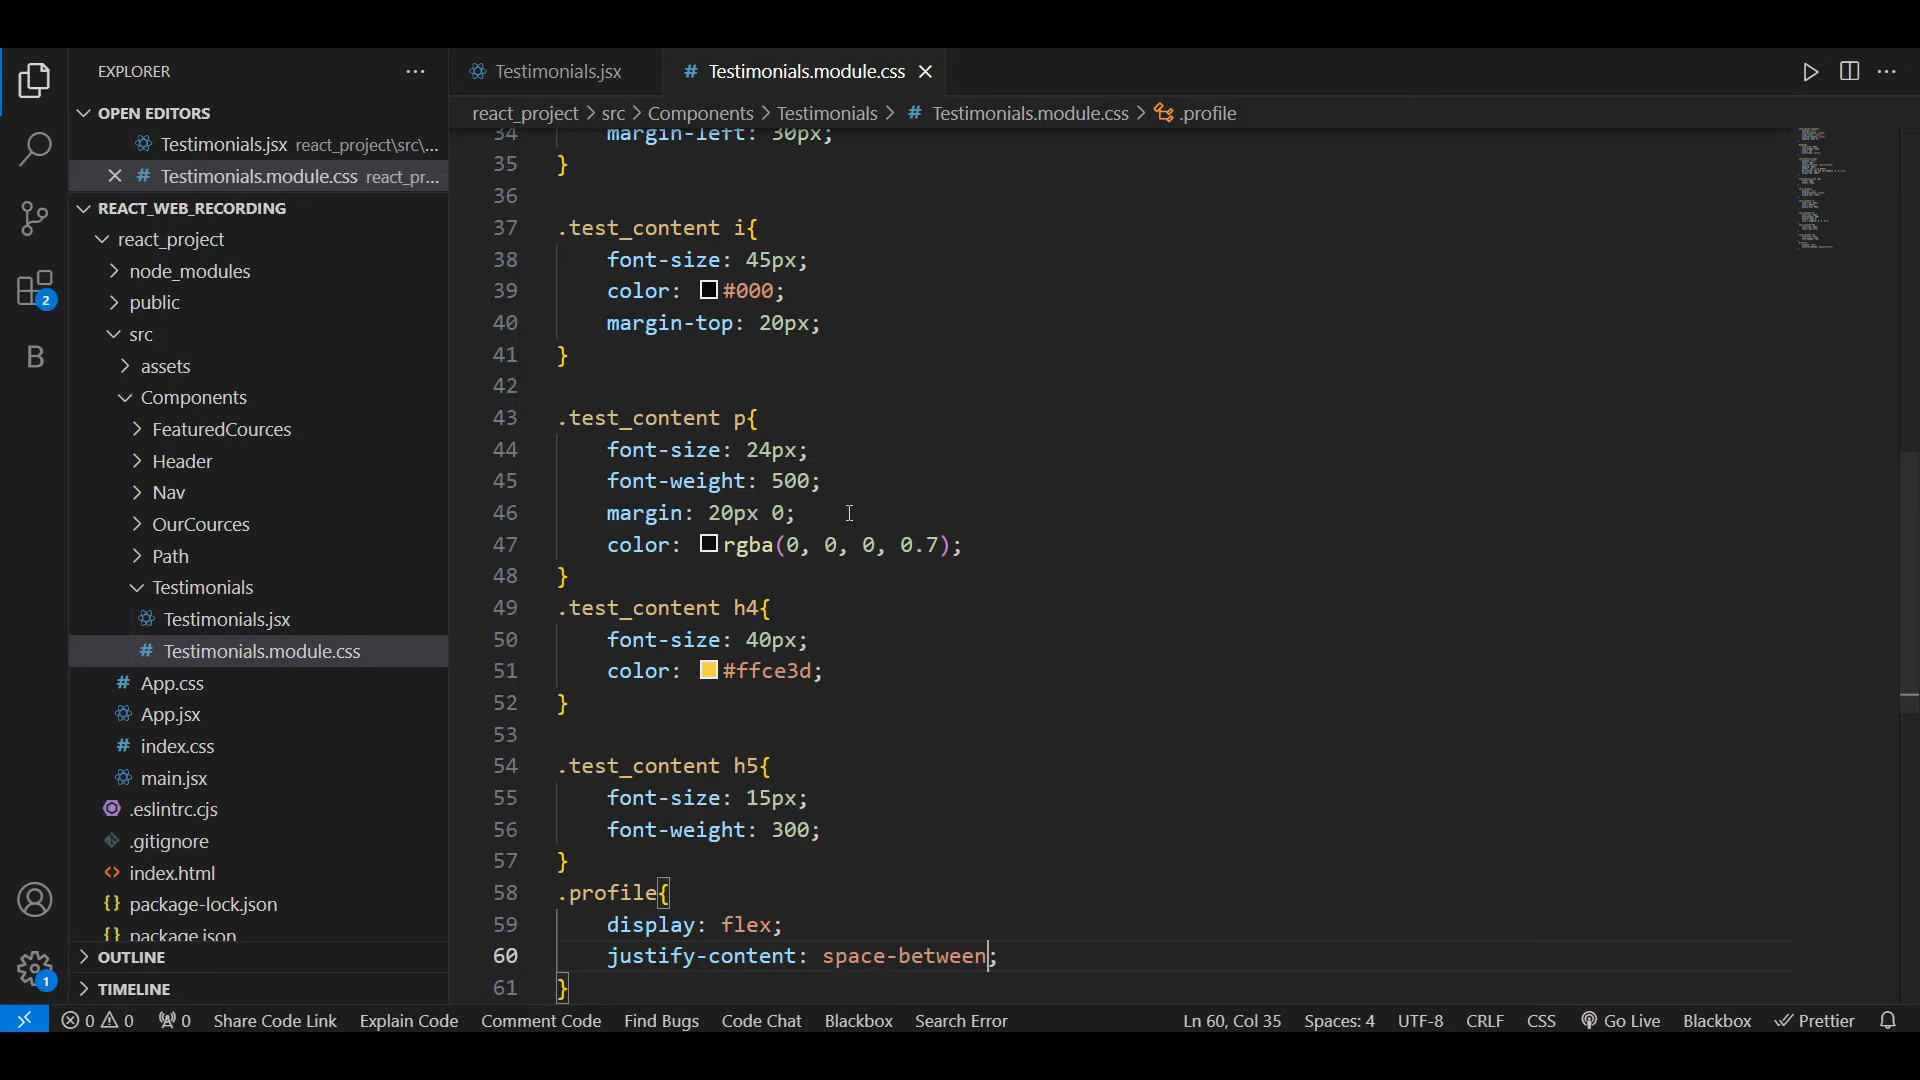 EXPLORER
OPEN EDITORS
Testimonials.jsx react_project\src\...
Testimonials.module.css react_pr...
REACT_WEB_RECORDING
react_project
node_modules
public
src
assets
Components
FeaturedCources
Header
Nav
OurCources
Path
Testimonials
Testimonials.jsx
Testimonials.module.css
App.css
App.jsx
index.css
main.jsx
.eslintrc.cjs
.gitignore
index.html
package-lock.json
package.json
OUTLINE
TIMELINE
2
B
1
Testimonials.jsx
Testimonials.module.css
react_project > src > Components > Testimonials > # Testimonials.module.css > .profile
34 margin-left: 30px;
35 }
36
37 .test_content i{
38 font-size: 45px;
39 color: #000;
40 margin-top: 20px;
41 }
42
43 .test_content p{
44 font-size: 24px;
45 font-weight: 500;
46 margin: 20px 0;
47 color: rgba(0, 0, 0, 0.7);
48 }
49 .test_content h4{
50 font-size: 40px;
51 color: #ffce3d;
52 }
53
54 .test_content h5{
55 font-size: 15px;
56 font-weight: 300;
57 }
58 .profile{
59 display: flex;
60 justify-content: space-between;
61 }
0 0 0 Share Code Link Explain Code Comment Code Find Bugs Code Chat Blackbox Search Error Ln 60, Col 35 Spaces: 4 UTF-8 CRLF CSS Go Live Blackbox Prettier